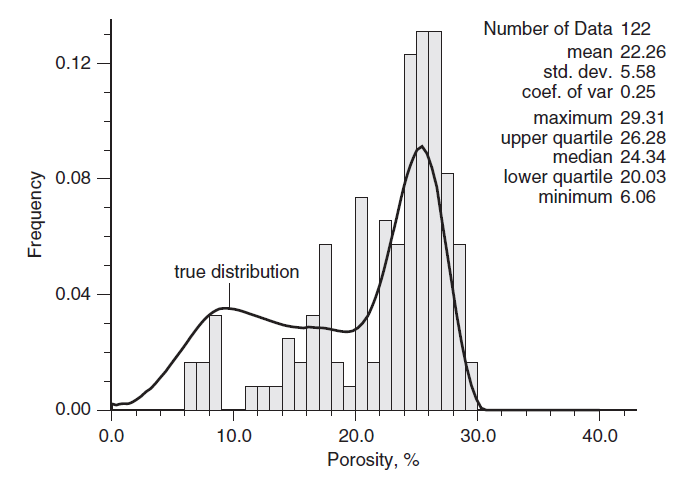 Number of Data 122
mean 22.26
std. dev. 5.58
coef. of var 0.25
maximum 29.31
upper quartile 26.28
median 24.34
lower quartile 20.03
minimum 6.06
0.12
0.08
0.04
0.00
Frequency
true distribution
0.0 10.0 20.0 30.0 40.0
Porosity, %